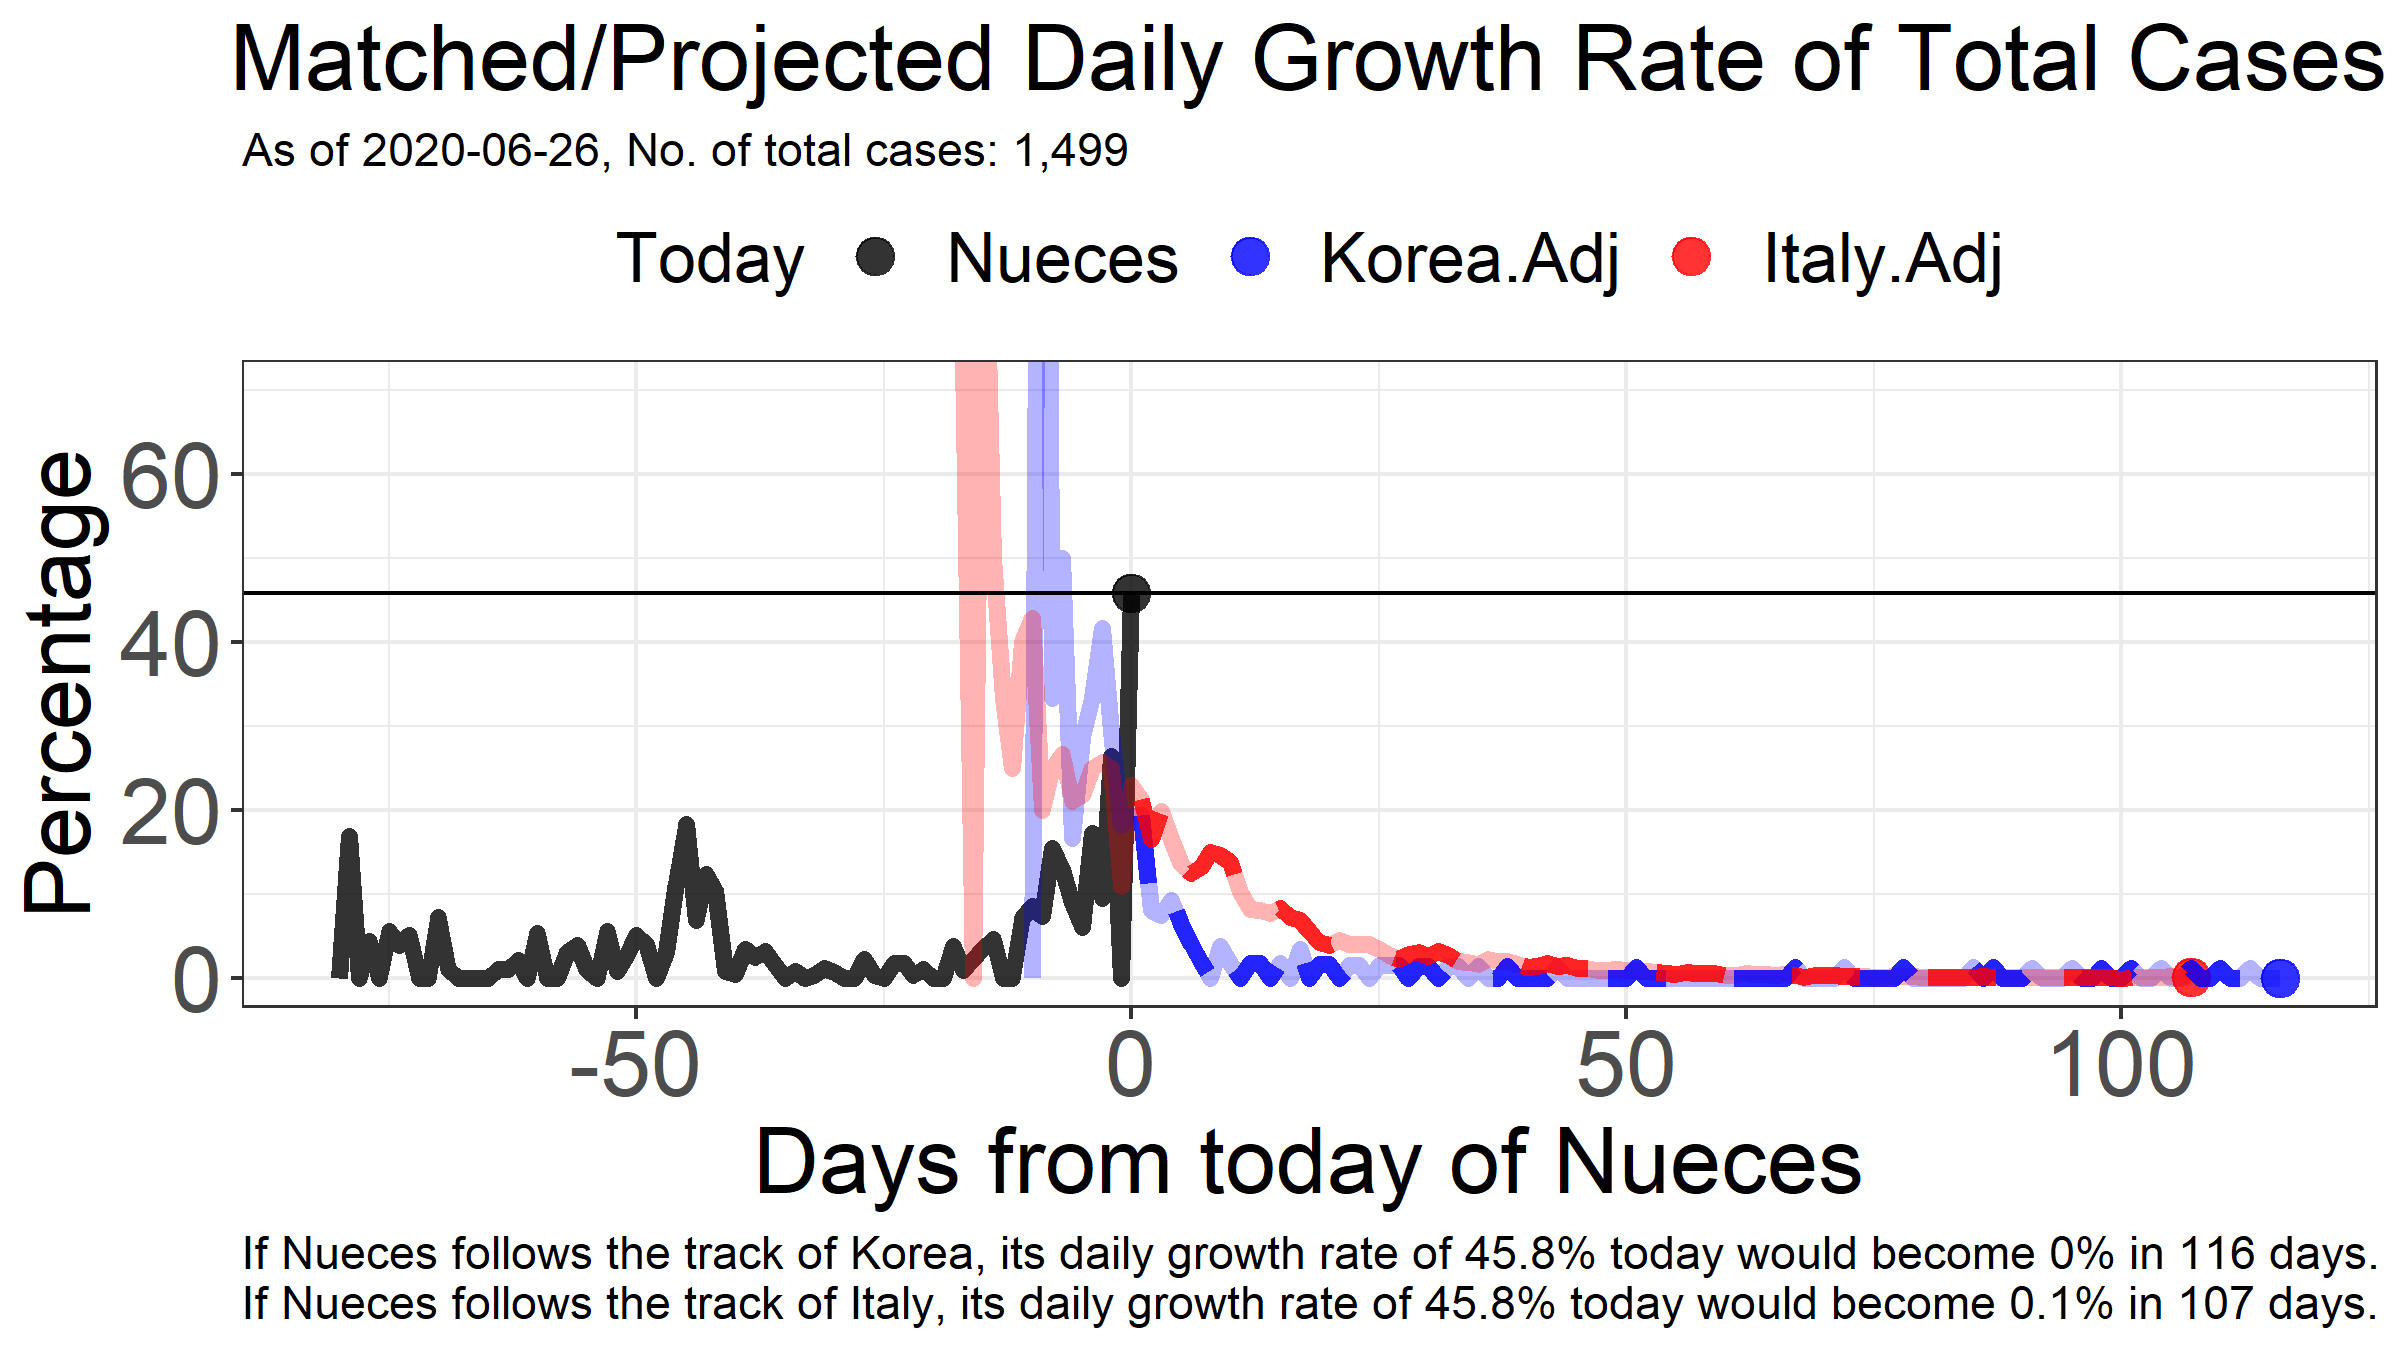 Matched/Projected Daily Growth Rate of Total Cases
As of 2020-06-26, No. of total cases: 1,499
Today Nueces Korea.Adj Italy.Adj
Percentage
60
40
20
0
-50 0 50 100
Days from today of Nueces
If Nueces follows the track of Korea, its daily growth rate of 45.8% today would become 0% in 116 days.
If Nueces follows the track of Italy, its daily growth rate of 45.8% today would become 0.1% in 107 days.